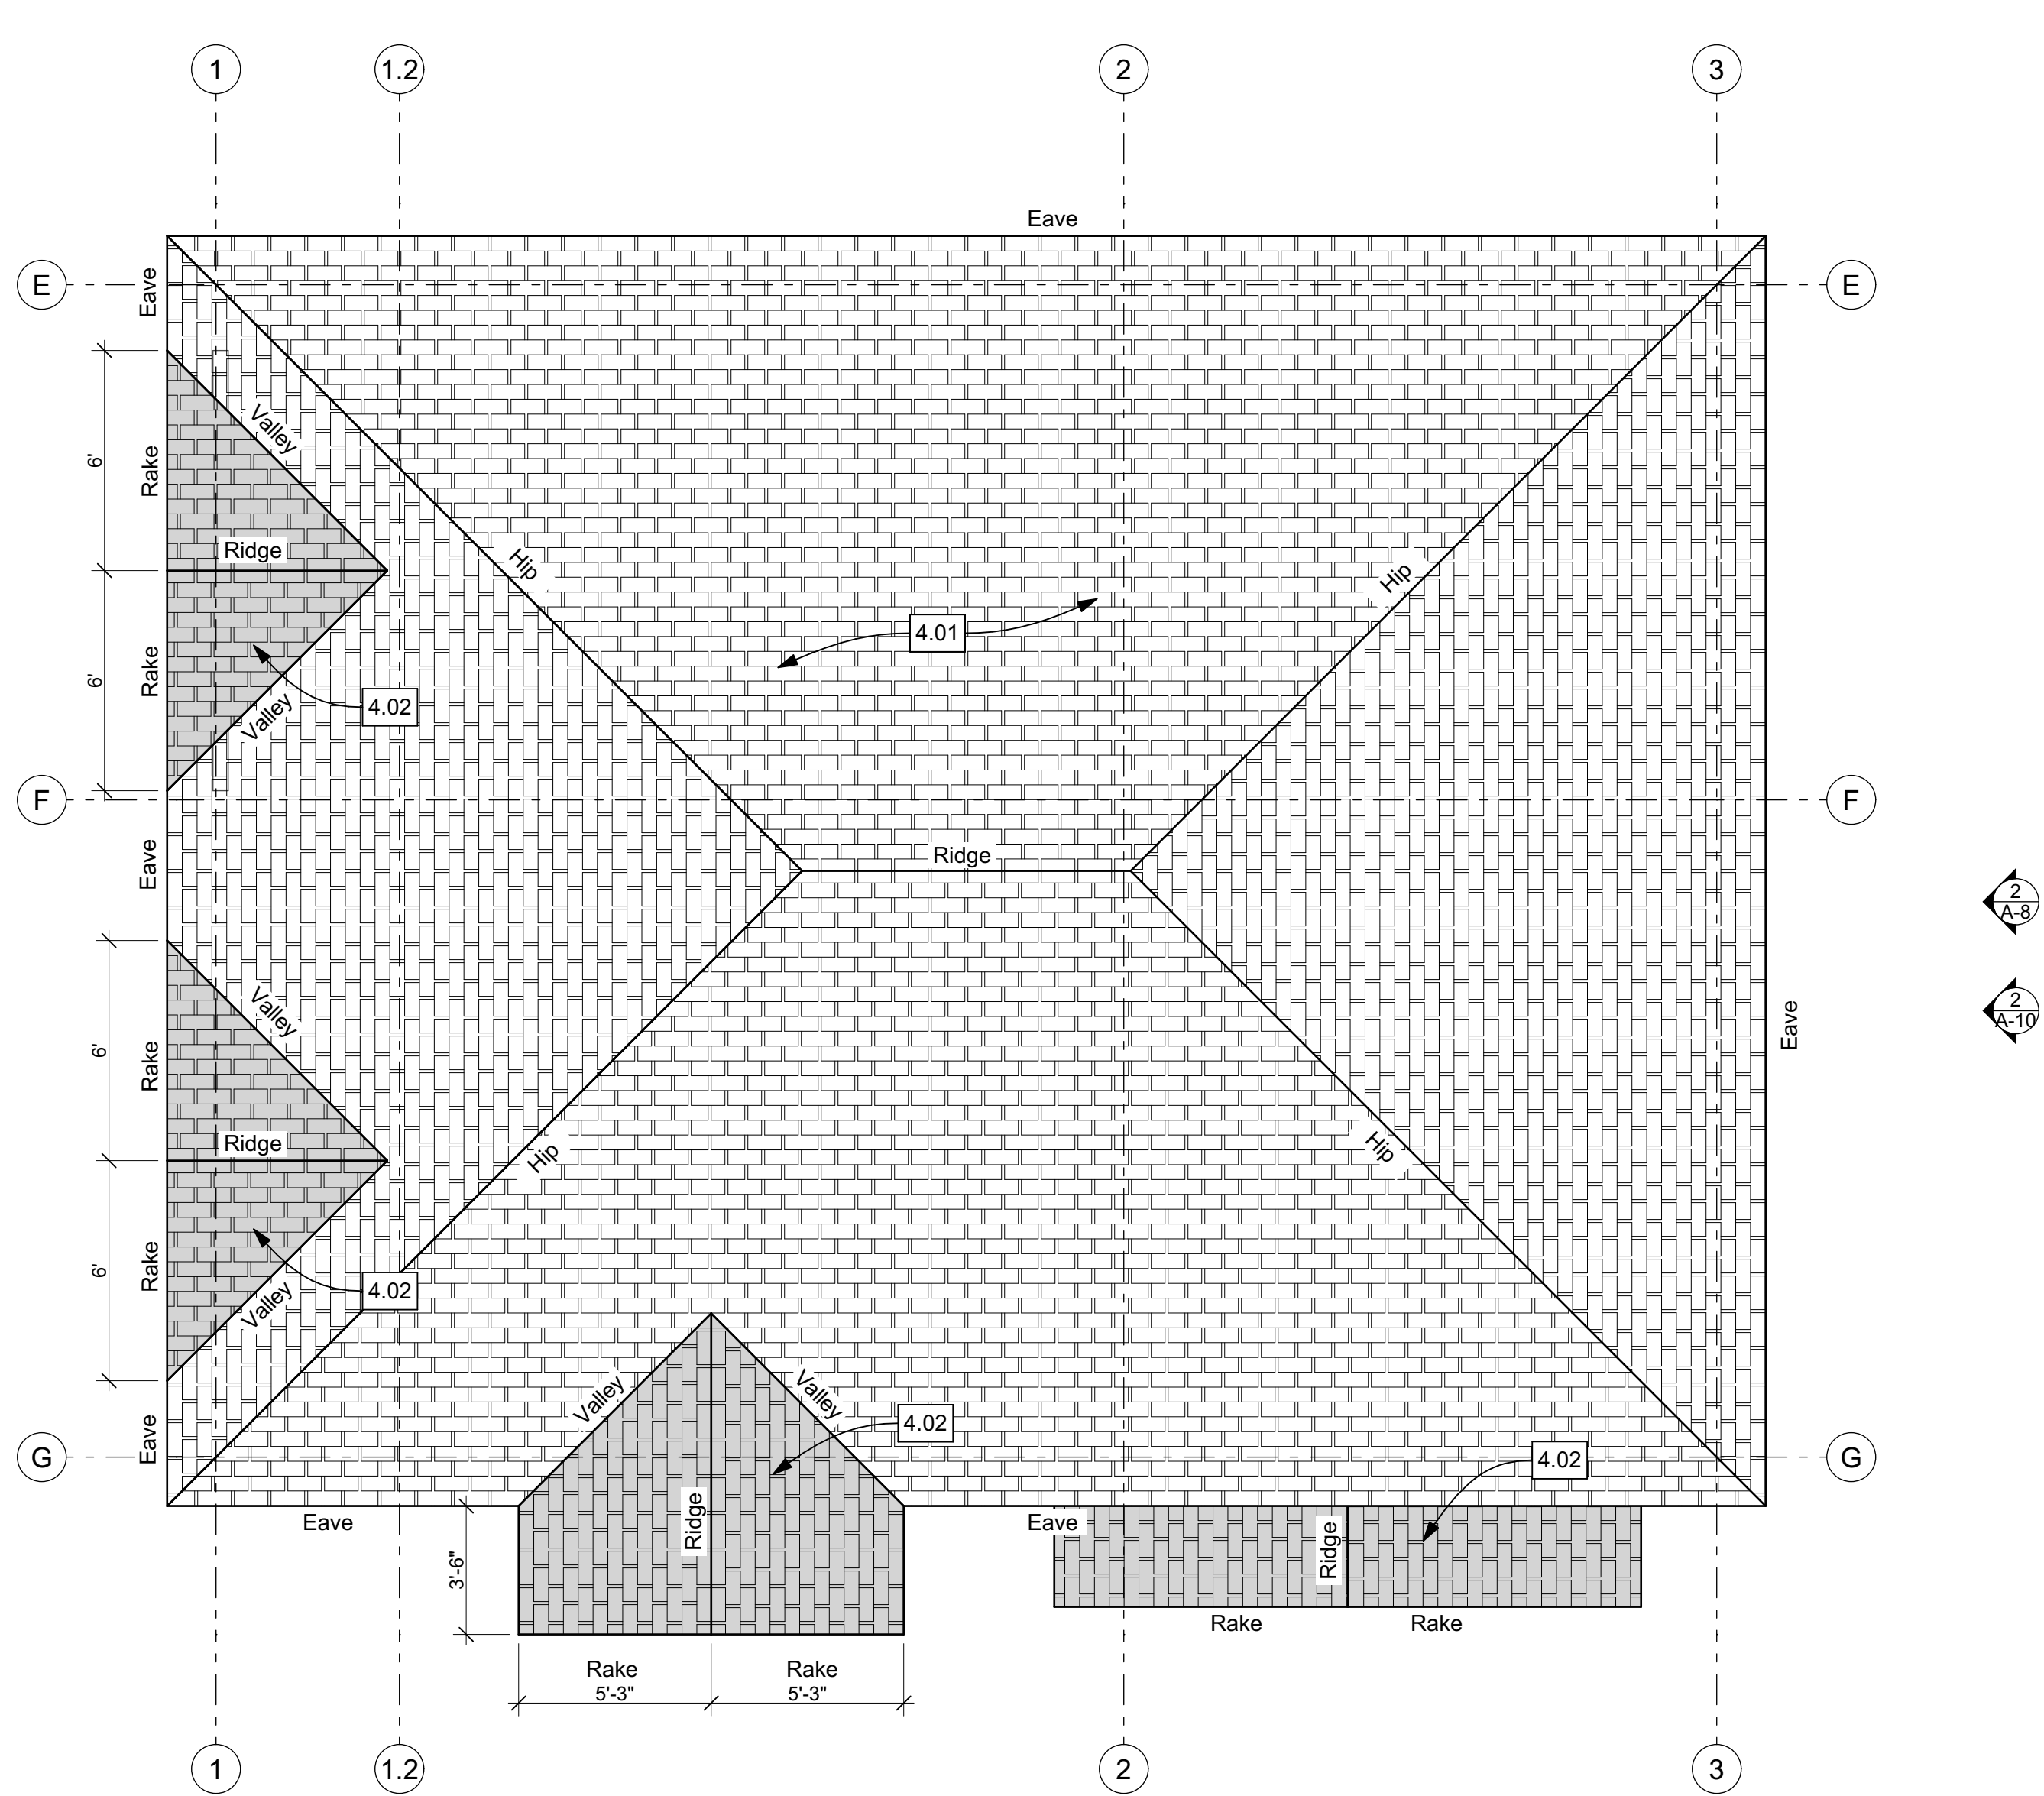 1 1.2 2 3
Eave
E Eave E
Valley
6' Rake
Ridge
Hip Hip
4.01
6' Rake
4.02
Valley
F F
Eave Ridge
2
A-8
Valley
2
A-10
6' Rake
Eave
Ridge
Hip Hip
6' Rake
4.02
Valley
Valley Valley
4.02
Eave
G 4.02 G
Eave Ridge Eave Ridge
3'-6"
Rake Rake
Rake Rake
5'-3" 5'-3"
1 1.2 2 3